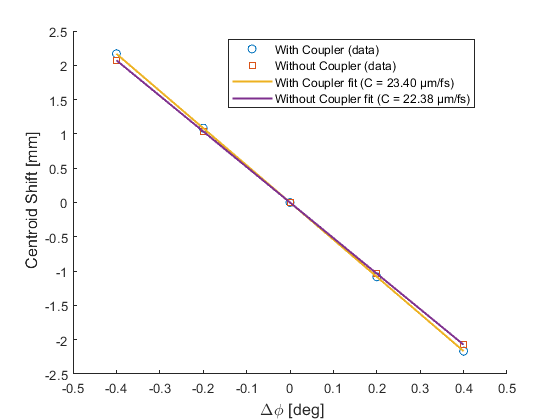 With Coupler (data)
Without Coupler (data)
With Coupler fit (C = 23.40 μm/fs)
Without Coupler fit (C = 22.38 μm/fs)
Centroid Shift [mm]
2.5
2
1.5
1
0.5
0
-0.5
-1
-1.5
-2
-2.5
-0.5 -0.4 -0.3 -0.2 -0.1 0 0.1 0.2 0.3 0.4 0.5
Δϕ [deg]